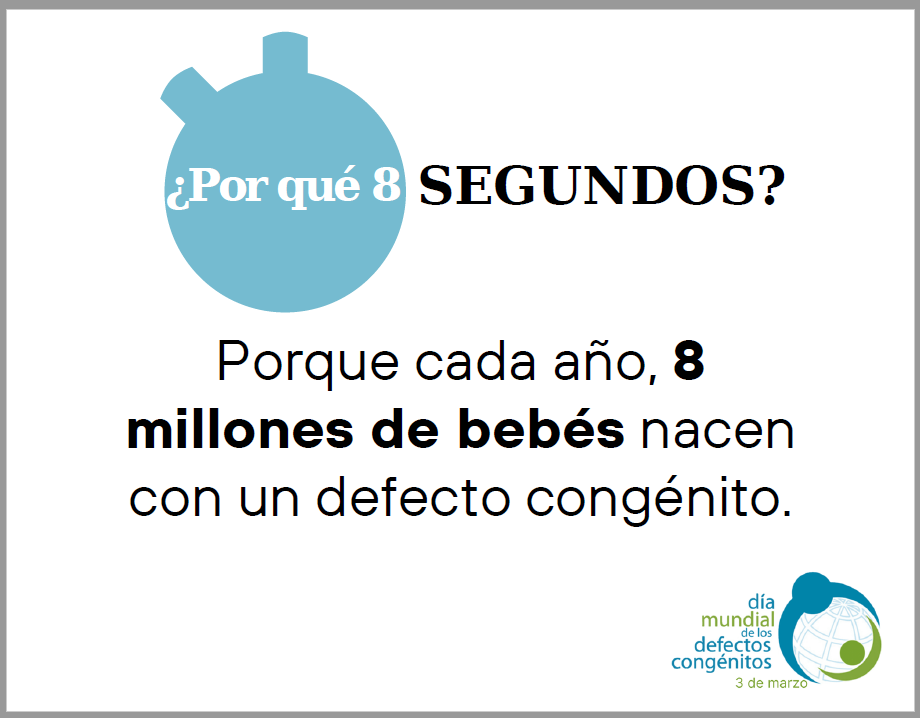 ¿Por qué 8 SEGUNDOS?
Porque cada año, 8
millones de bebés nacen
con un defecto congénito.
día
mundial
de los
defectos
congénitos
3 de marzo